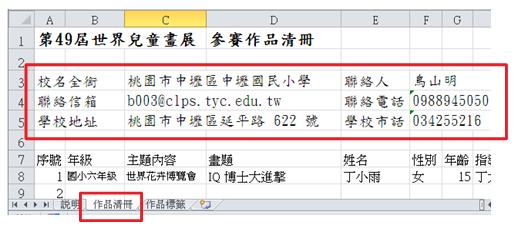 A B C D E F G
1 第49屆世界兒童畫展 參賽作品清冊
2
3 校名全銜 桃園市中壢區中壢國民小學 聯絡人 鳥山明
4 聯絡信箱 b003@clps.tyc.edu.tw 聯絡電話 0988945050
5 學校地址 桃園市中壢區延平路 622 號 學校市話 034255216
6
7 序號 年級 主題內容 畫題 姓名 性別 年齡 指
8 1 國小六年級 世界花卉博覽會 IQ 博士大進擊 丁小雨 女 15 丁
9 2
說明 作品清冊 作品標籤